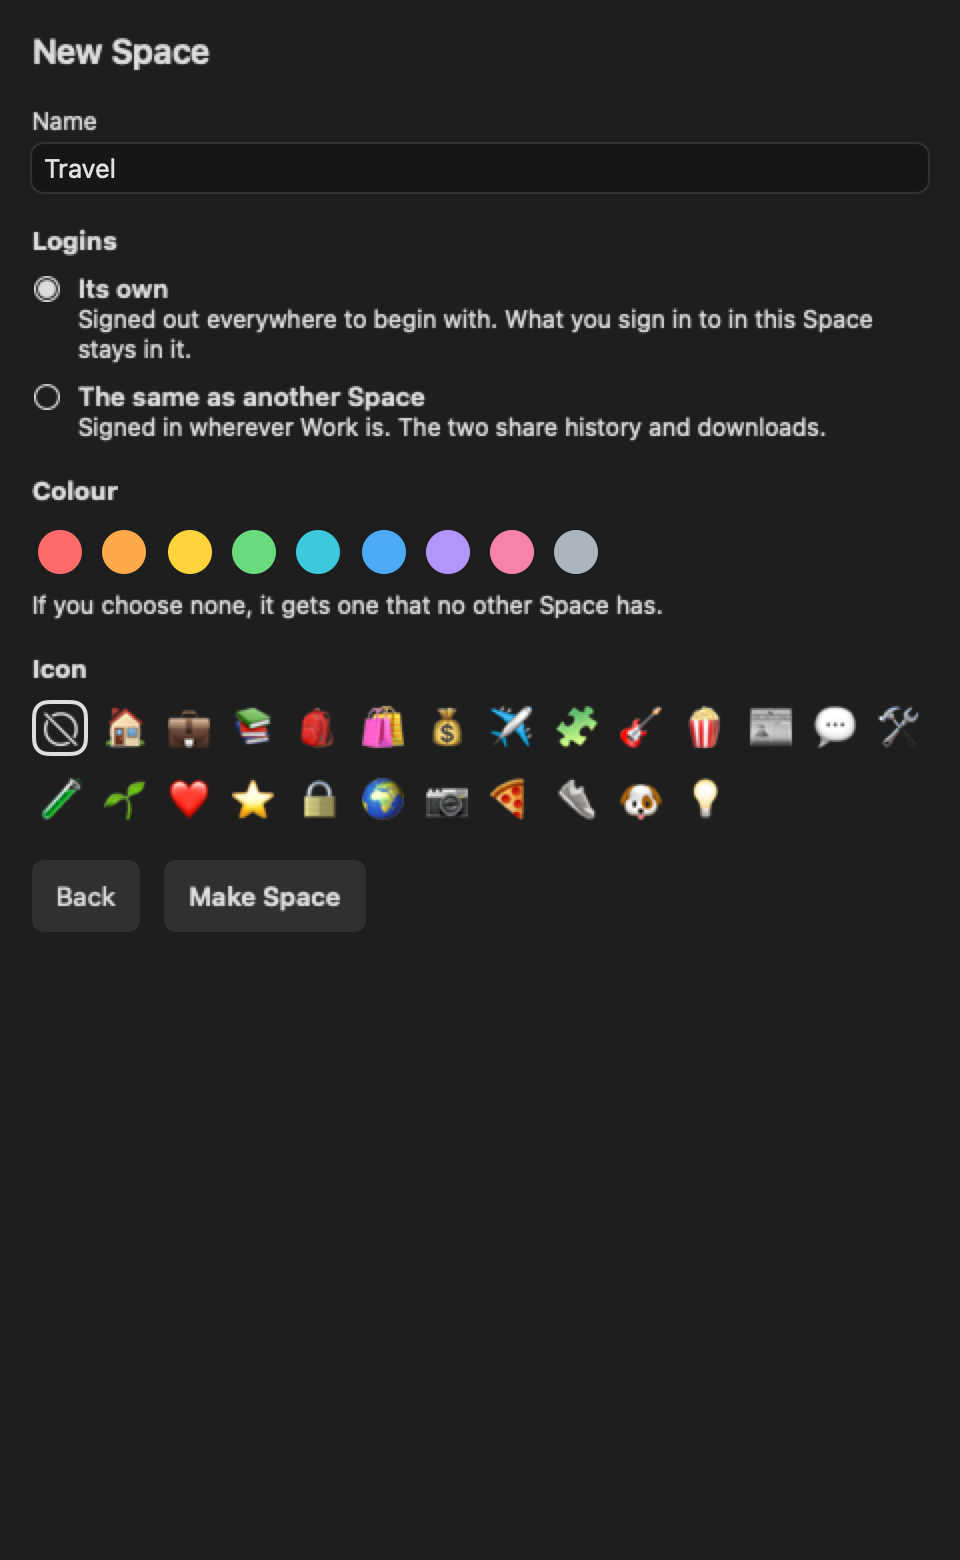 New Space
Name
Travel
Logins
Its own
Signed out everywhere to begin with. What you sign in to in this Space
stays in it.
The same as another Space
Signed in wherever Work is. The two share history and downloads.
Colour
If you choose none, it gets one that no other Space has.
Icon
Back
Make Space